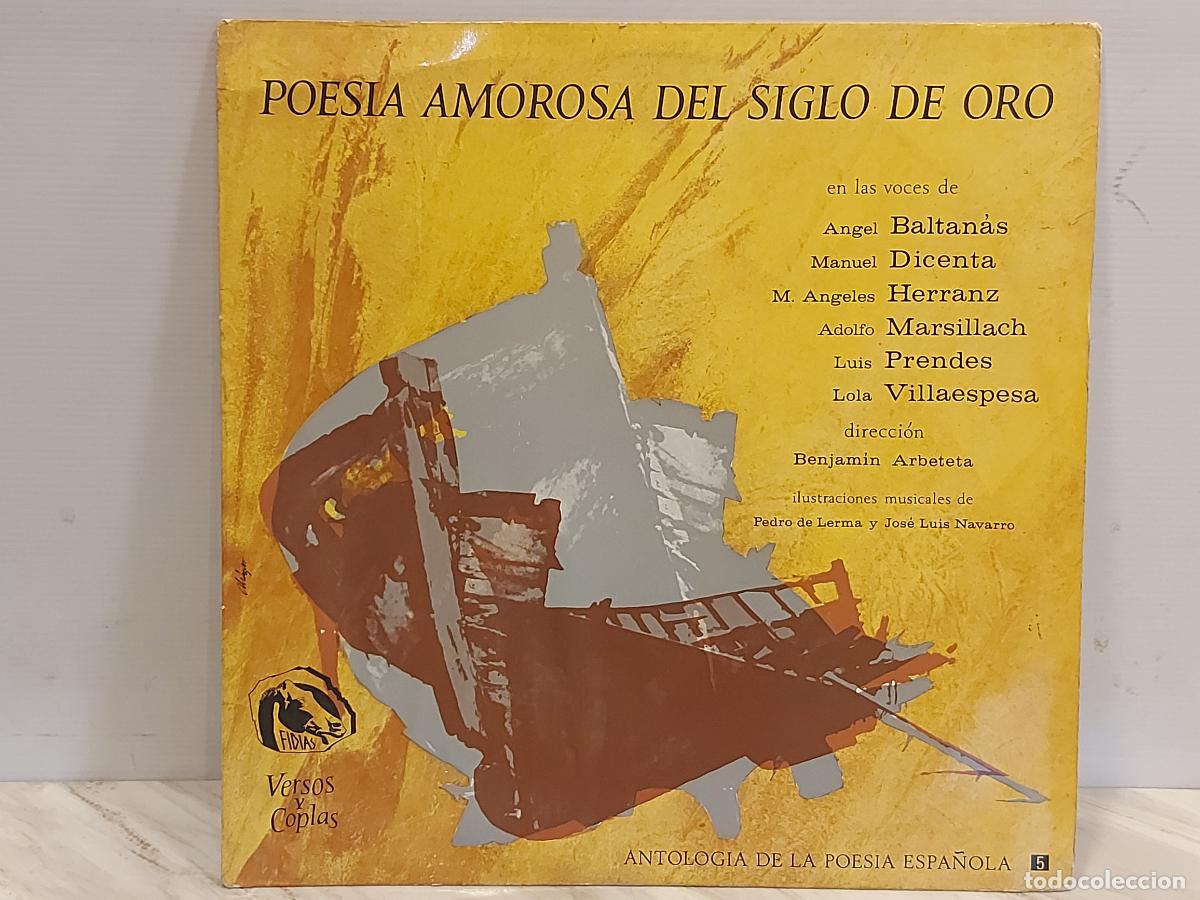 POESIA AMOROSA DEL SIGLO DE ORO
en las voces de
Angel Baltanás
Manuel Dicenta
M. Angeles Herranz
Adolfo Marsillach
Luis Prendes
Lola Villaespesa
dirección
Benjamín Arbeteta
ilustraciones musicales de
Pedro de Lerma y José Luis Navarro
FIDIAS
Versos
y
Coplas
ANTOLOGIA DE LA POESIA ESPAÑOLA 5
todocoleccion